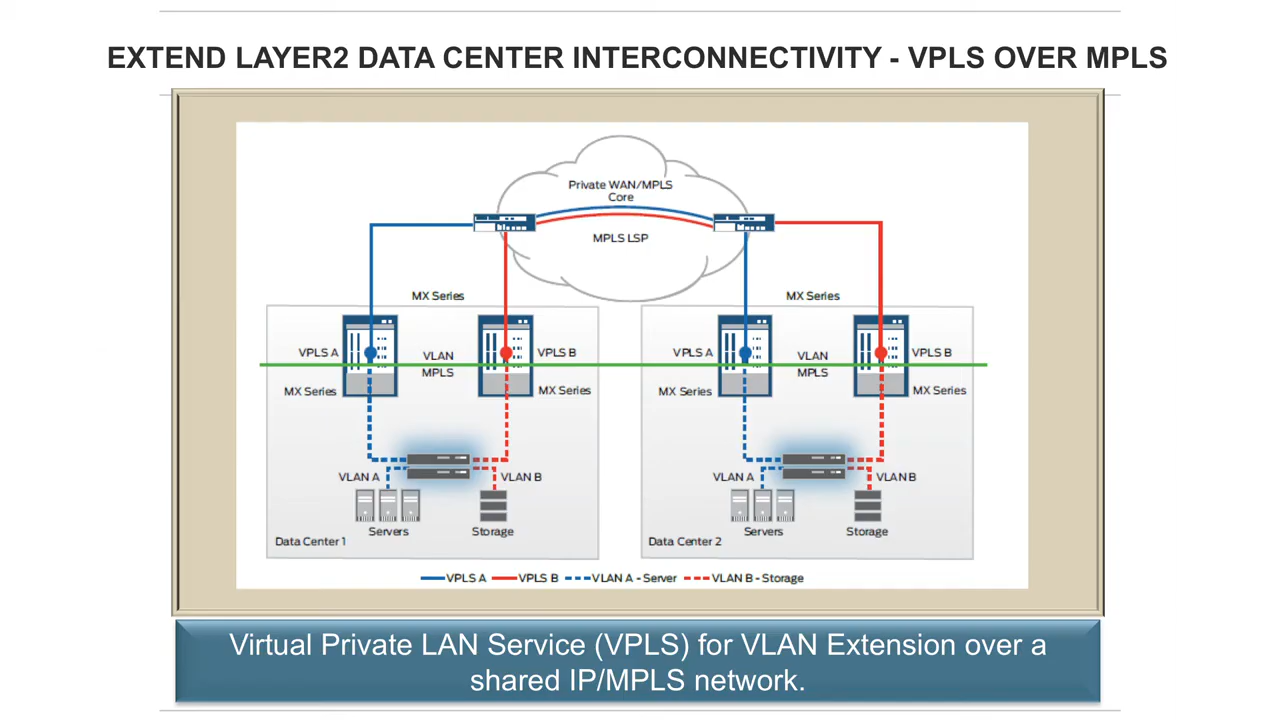 EXTEND LAYER2 DATA CENTER INTERCONNECTIVITY - VPLS OVER MPLS
Private WAN/MPLS
Core
MPLS LSP
MX Series
MX Series
VPLS A
VLAN
VPLS B
MPLS
MX Series
MX Series
VLAN A
VLAN B
Servers
Storage
Data Center 1
VPLS A
VLAN
VPLS B
MPLS
MX Series
MX Series
VLAN A
VLAN B
Servers
Storage
Data Center 2
VPLS A
VPLS B
VLAN A - Server
VLAN B - Storage
Virtual Private LAN Service (VPLS) for VLAN Extension over a
shared IP/MPLS network.